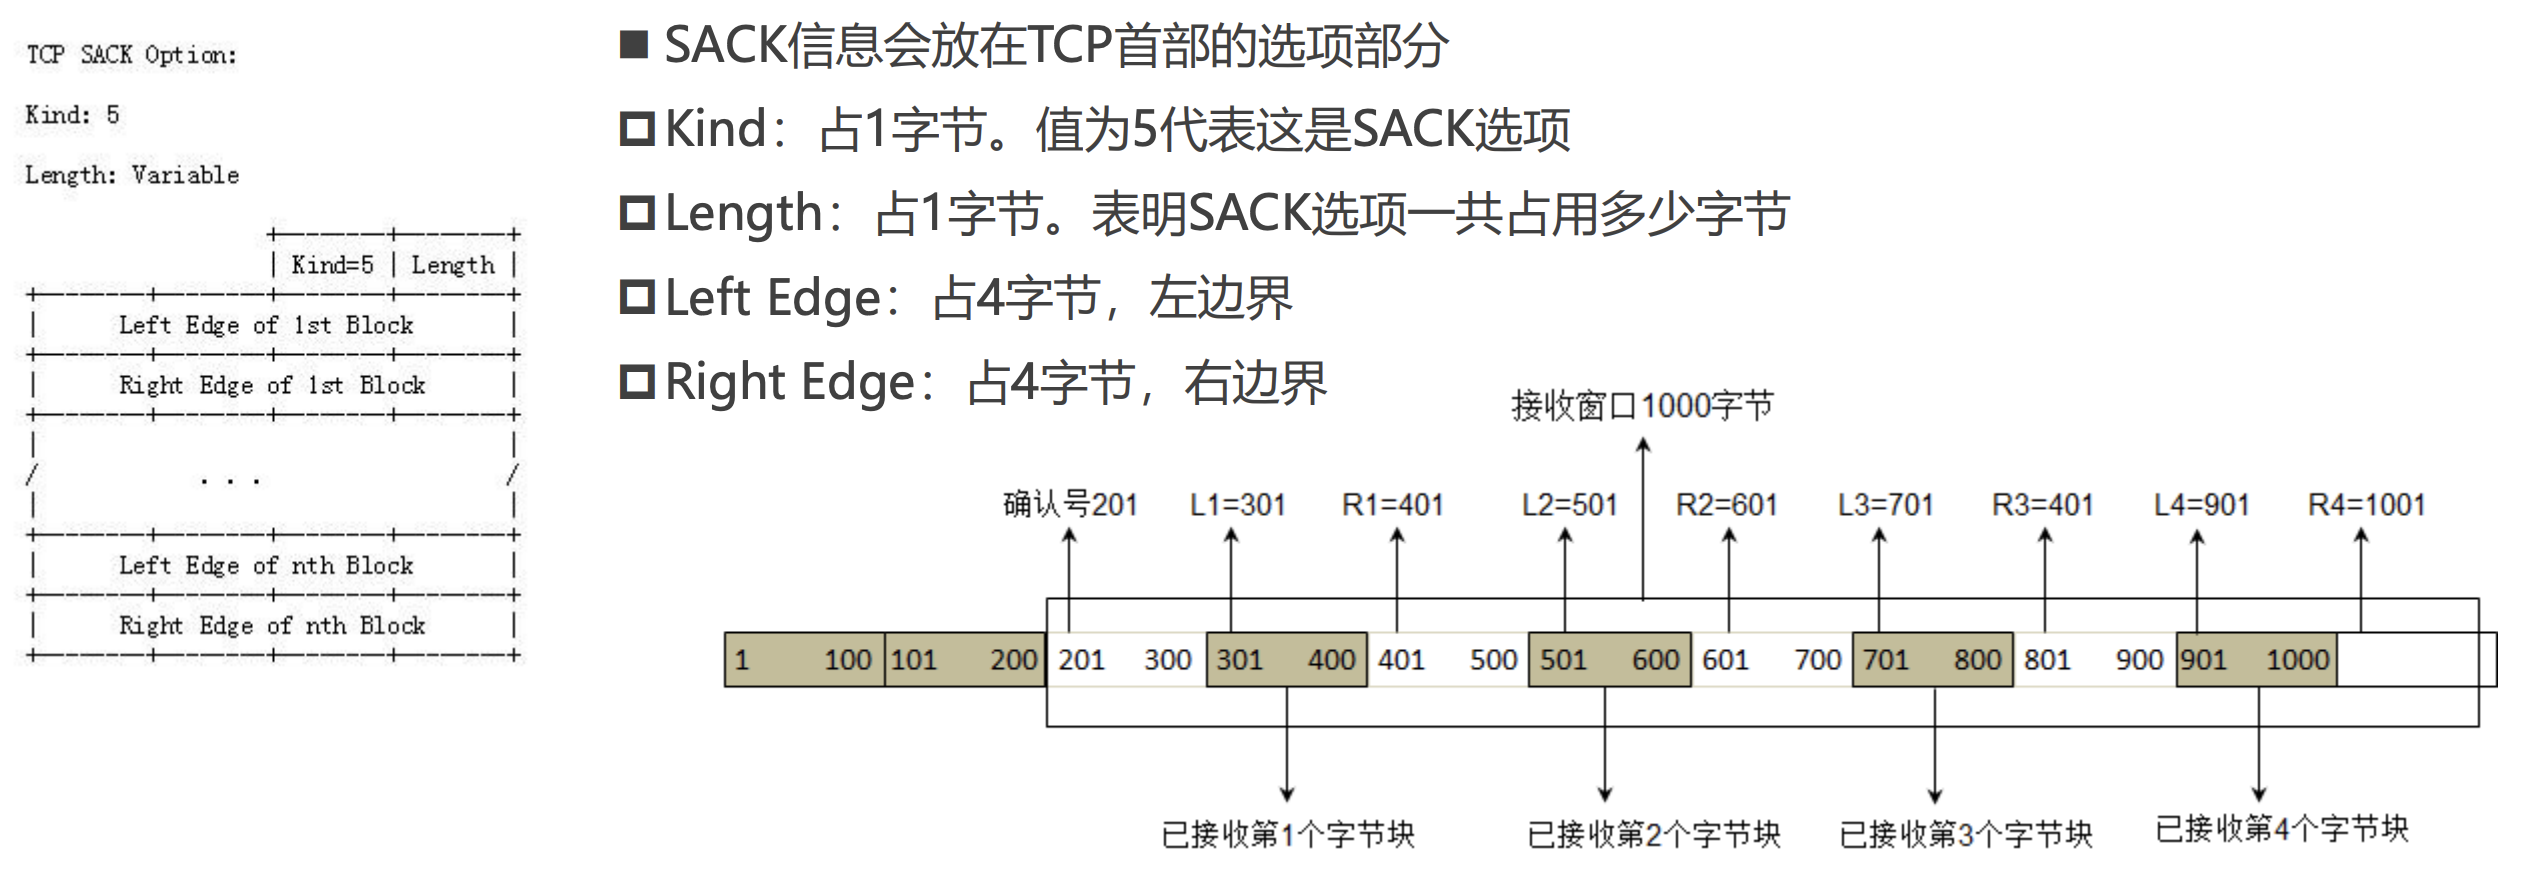 TCP SACK Option:
Kind: 5
Length: Variable
Kind=5 Length
Left Edge of 1st Block
Right Edge of 1st Block
...
Left Edge of nth Block
Right Edge of nth Block
SACK信息会放在TCP首部的选项部分
Kind：占1字节。值为5代表这是SACK选项
Length：占1字节。表明SACK选项一共占用多少字节
Left Edge：占4字节，左边界
Right Edge：占4字节，右边界
接收窗口1000字节
确认号201 L1=301 R1=401 L2=501 R2=601 L3=701 R3=401 L4=901 R4=1001
1 100 101 200 201 300 301 400 401 500 501 600 601 700 701 800 801 900 901 1000
已接收第1个字节块 已接收第2个字节块 已接收第3个字节块 已接收第4个字节块